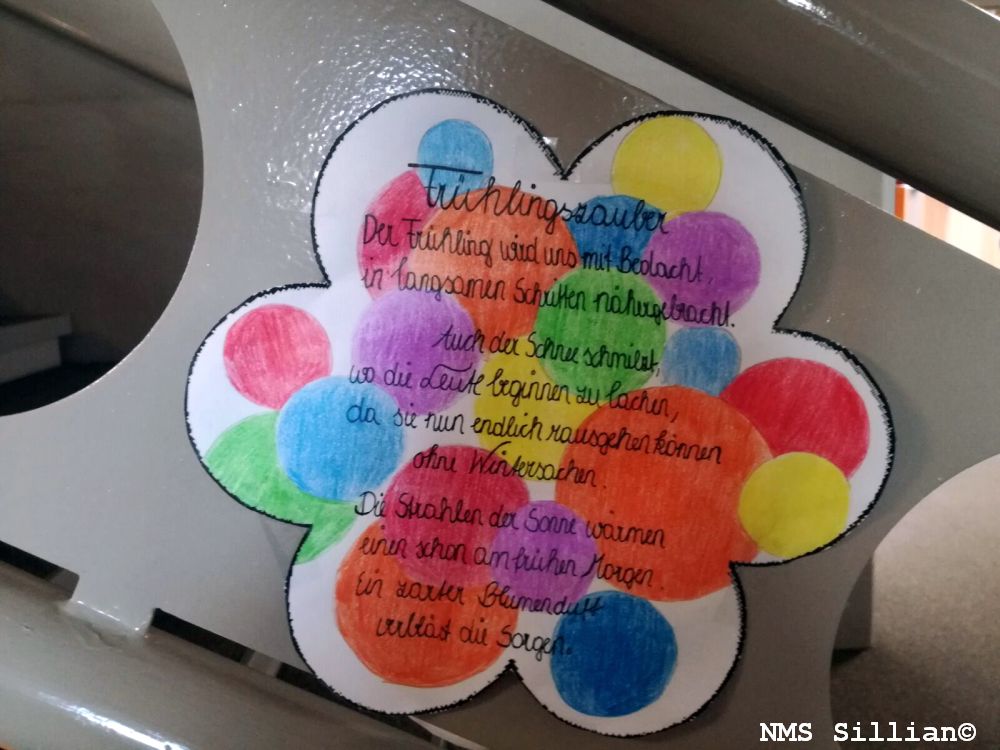 Frühlingszauber
Der Frühling wird uns mit Bedacht,
in langsamen Schritten nähergebracht.
Auch der Schnee schmilzt,
wo die Leute beginnen zu lachen,
da sie nun endlich rausgehen können
ohne Wintersachen.
Die Strahlen der Sonne wärmen
einen schon am frühen Morgen.
Ein zarter Blumenduft
verbläst die Sorgen.
NMS Sillian©